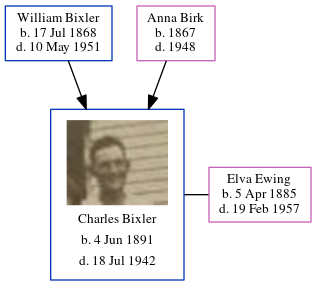 William Bixler
b. 17 Jul 1868
d. 10 May 1951
Anna Birk
b. 1867
d. 1948
Charles Bixler
b. 4 Jun 1891
d. 18 Jul 1942
Elva Ewing
b. 5 Apr 1885
d. 19 Feb 1957